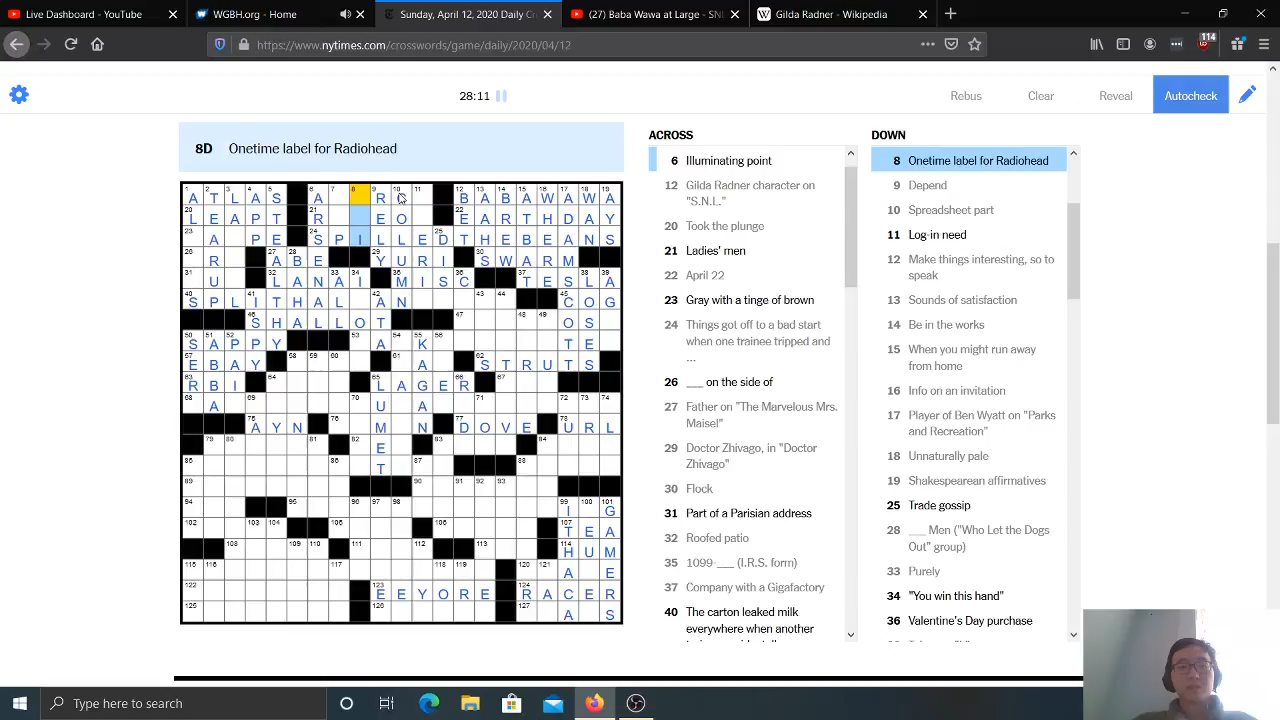 Live Dashboard - YouTube
WGBH.org - Home
Sunday, April 12, 2020 Daily Cr
(27) Baba Wawa at Large - SNL
Gilda Radner - Wikipedia
https://www.nytimes.com/crosswords/game/daily/2020/04/12
114
28:11
Rebus
Clear
Reveal
Autocheck
8D Onetime label for Radiohead
ACROSS
6 Illuminating point
12 Gilda Radner character on
"S.N.L."
20 Took the plunge
21 Ladies' men
22 April 22
23 Gray with a tinge of brown
24 Things got off to a bad start
when one trainee tripped and
...
26 ___ on the side of
27 Father on "The Marvelous Mrs.
Maisel"
29 Doctor Zhivago, in "Doctor
Zhivago"
30 Flock
31 Part of a Parisian address
32 Roofed patio
35 1099-___ (I.R.S. form)
37 Company with a Gigafactory
40 The carton leaked milk
everywhere when another
DOWN
8 Onetime label for Radiohead
9 Depend
10 Spreadsheet part
11 Log-in need
12 Make things interesting, so to
speak
13 Sounds of satisfaction
14 Be in the works
15 When you might run away
from home
16 Info on an invitation
17 Player of Ben Wyatt on "Parks
and Recreation"
18 Unnaturally pale
19 Shakespearean affirmatives
25 Trade gossip
28 ___ Men ("Who Let the Dogs
Out" group)
33 Purely
34 "You win this hand"
36 Valentine's Day purchase
A T L A S A R B A B A W A W A
L E A P T R E O E A R T H D A Y
A P E S P I L L E D T H E B E A N S
R A B E Y U R I S W A R M
U L A N A I M I S C T E S L A
S P L I T H A L A N C O G
S H A L L O T O S
S A P P Y A K T E
E B A Y A S T R U T S
R B I L A G E R
A U A
A Y N M N D O V E U R L
E
T
I G
T E A
H U M
A E
E E Y O R E R A C E R
A S
Type here to search